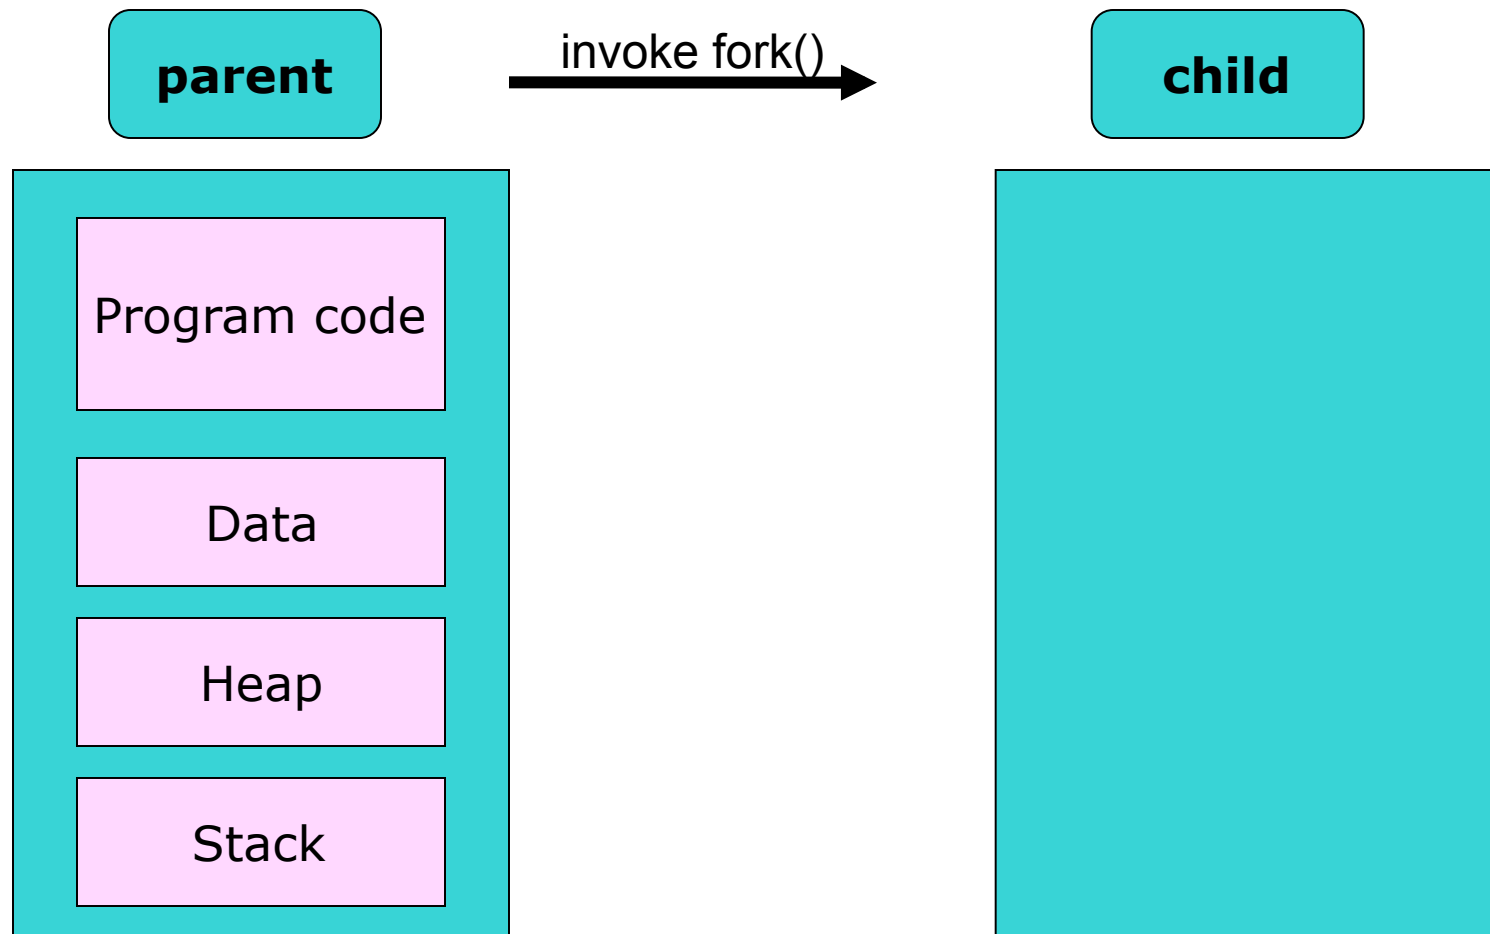 parent
invoke fork()
child
Program code
Data
Heap
Stack